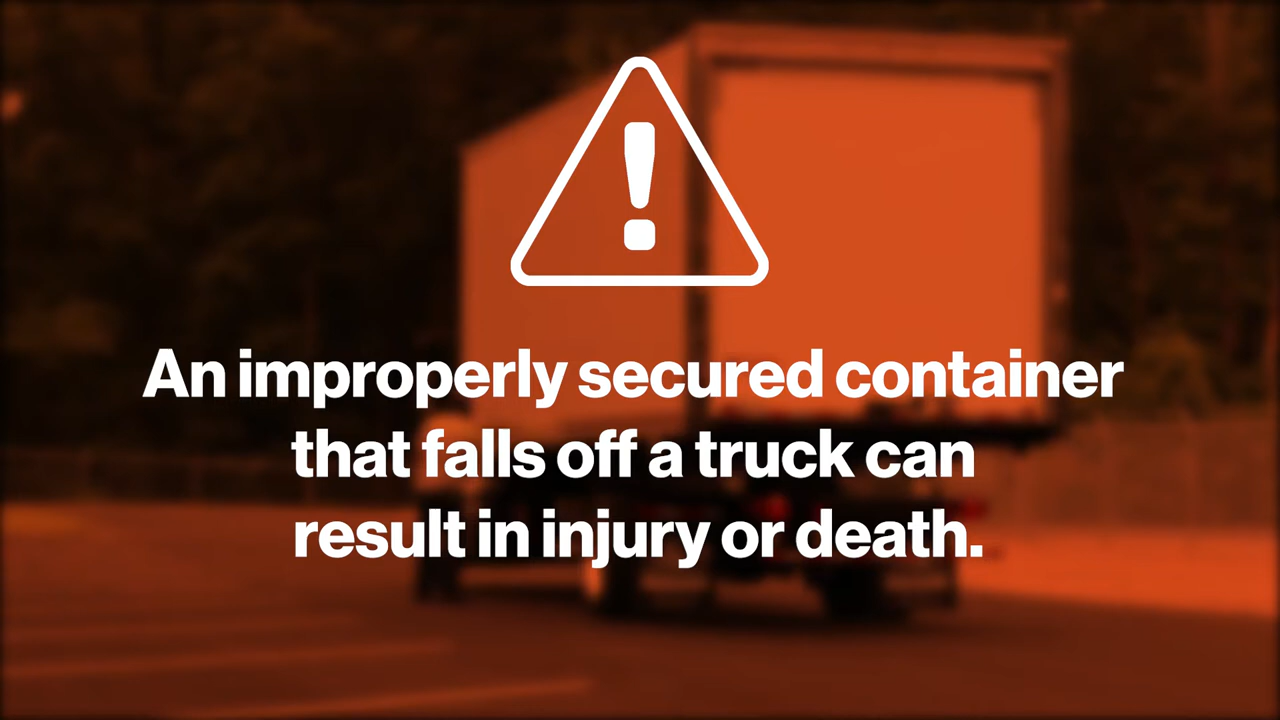 An improperly secured container
that falls off a truck can
result in injury or death.